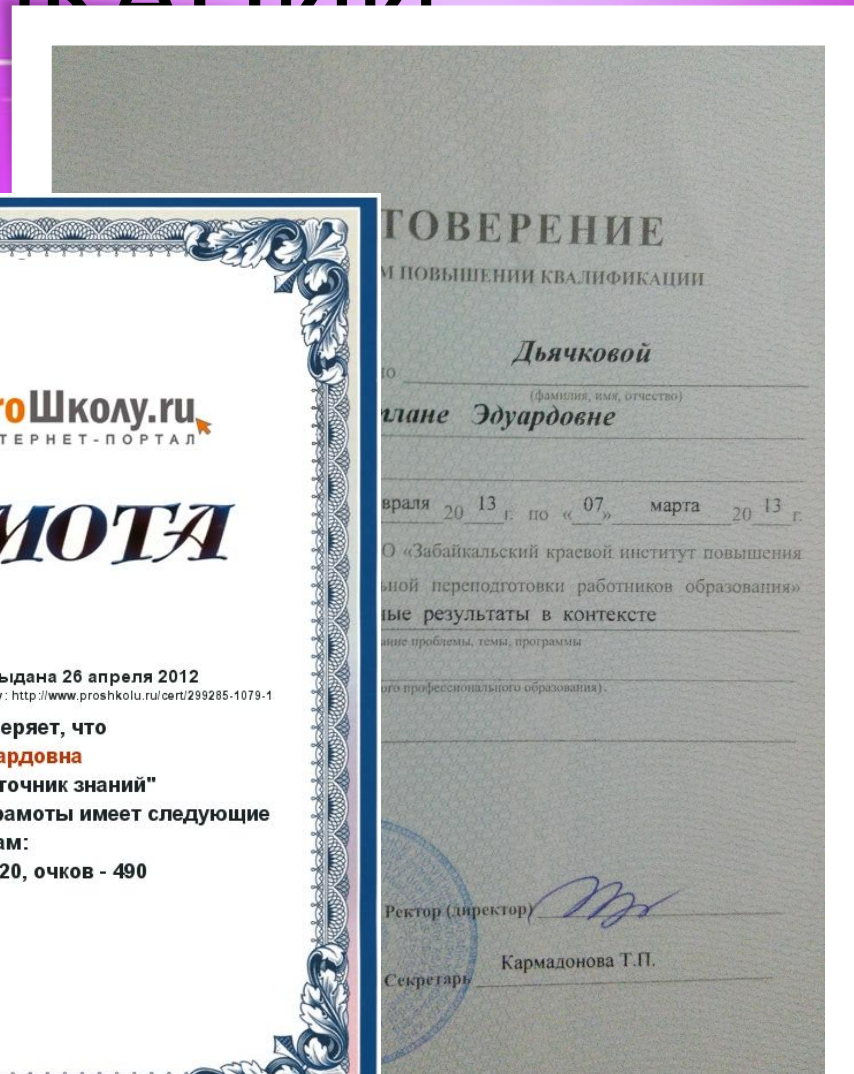 ТОВЕРЕНИЕ
М ПОВЫШЕНИИ КВАЛИФИКАЦИИ
Дьячковой
(фамилия, имя, отчество)
лане Эдуардовне
враля 20 13 г. по « 07 » марта 20 13 г.
О «Забайкальский краевой институт повышения
ьной переподготовки работников образования»
ые результаты в контексте
ание проблемы, темы, программы
ого профессионального образования)
Ректор (директор)
Секретарь Кармадонова Т.П.
оШколу.ru
ТЕРНЕТ-ПОРТАЛ
МОТА
ыдана 26 апреля 2012
у: http://www.proshkolu.ru/cert/299285-1079-1
еряет, что
ардовна
точник знаний"
рамоты имеет следующие
ам:
20, очков - 490